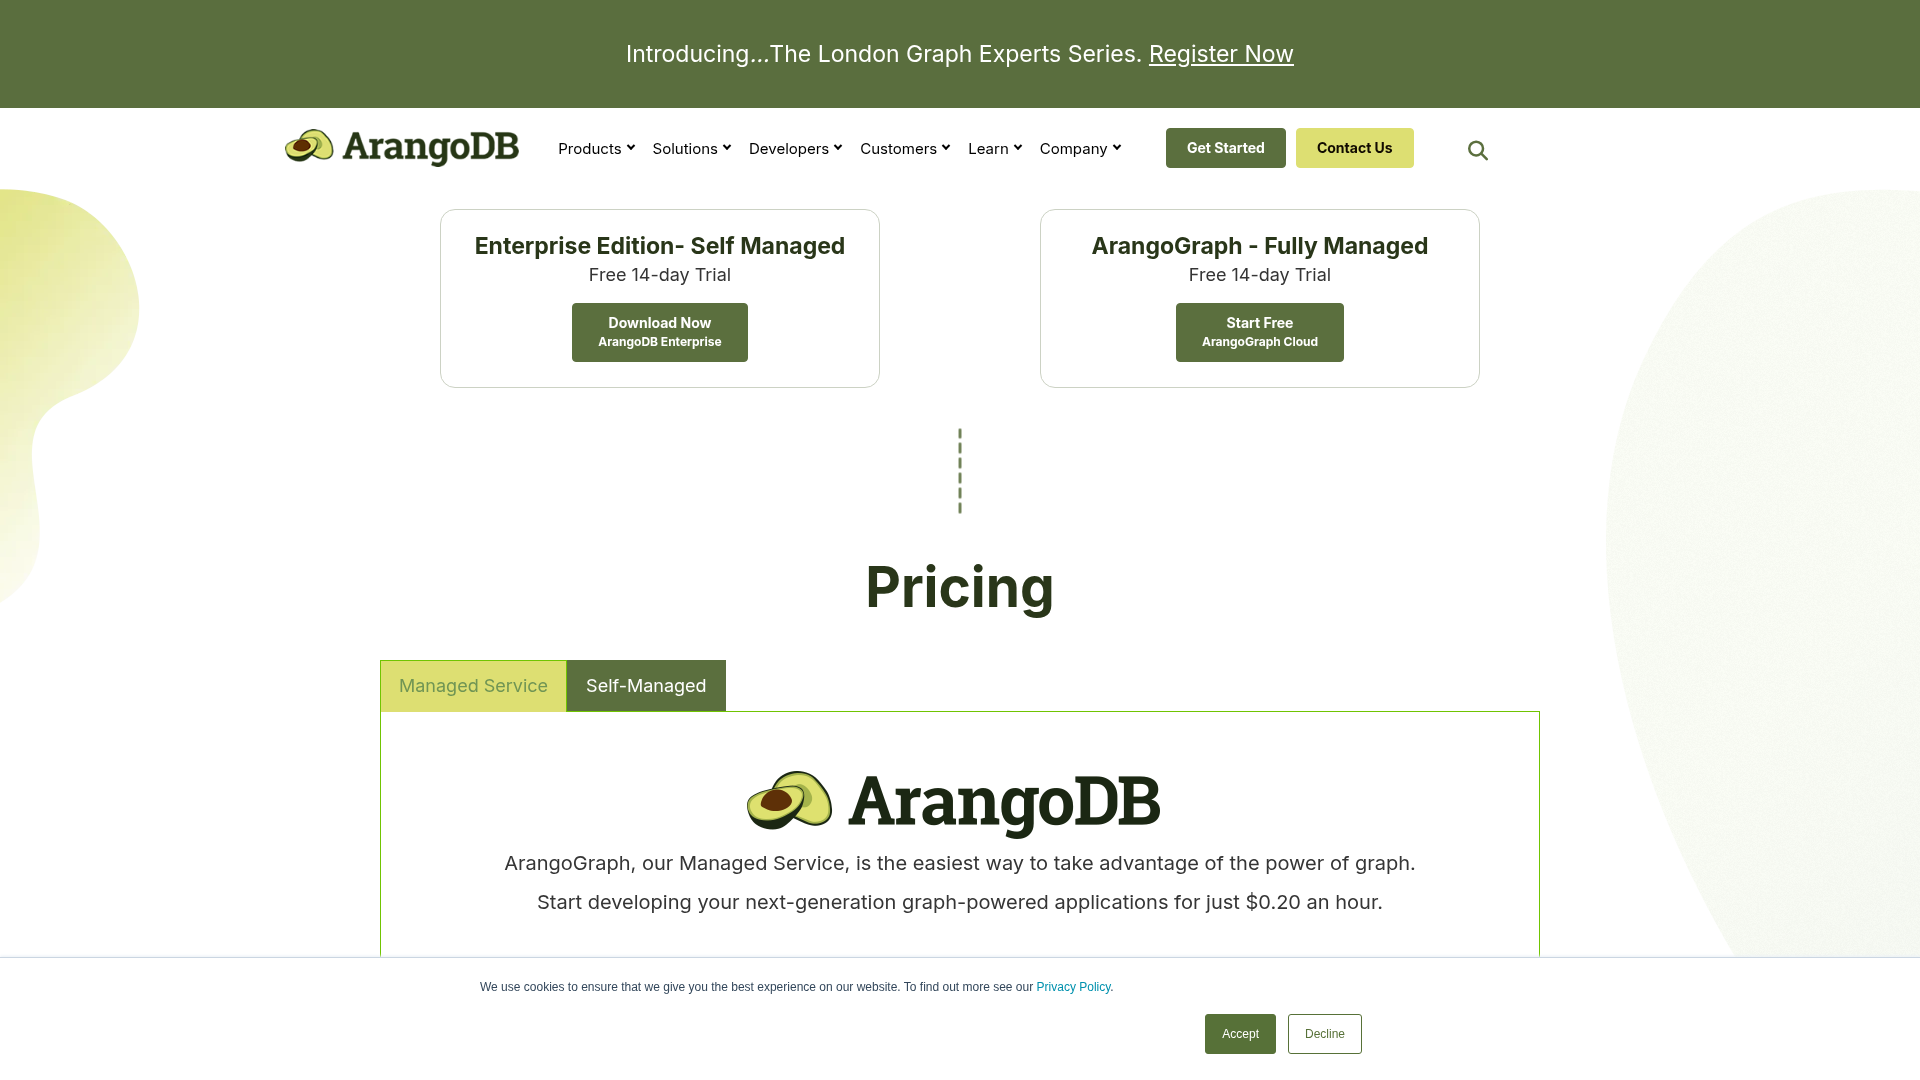 Introducing...The London Graph Experts Series. Register Now
ArangoDB
Products
Solutions
Developers
Customers
Learn
Company
Get Started
Contact Us
Enterprise Edition- Self Managed
Free 14-day Trial
Download Now
ArangoDB Enterprise
ArangoGraph - Fully Managed
Free 14-day Trial
Start Free
ArangoGraph Cloud
Pricing
Managed Service
Self-Managed
ArangoDB
ArangoGraph, our Managed Service, is the easiest way to take advantage of the power of graph.
Start developing your next-generation graph-powered applications for just $0.20 an hour.
We use cookies to ensure that we give you the best experience on our website. To find out more see our Privacy Policy.
Accept
Decline